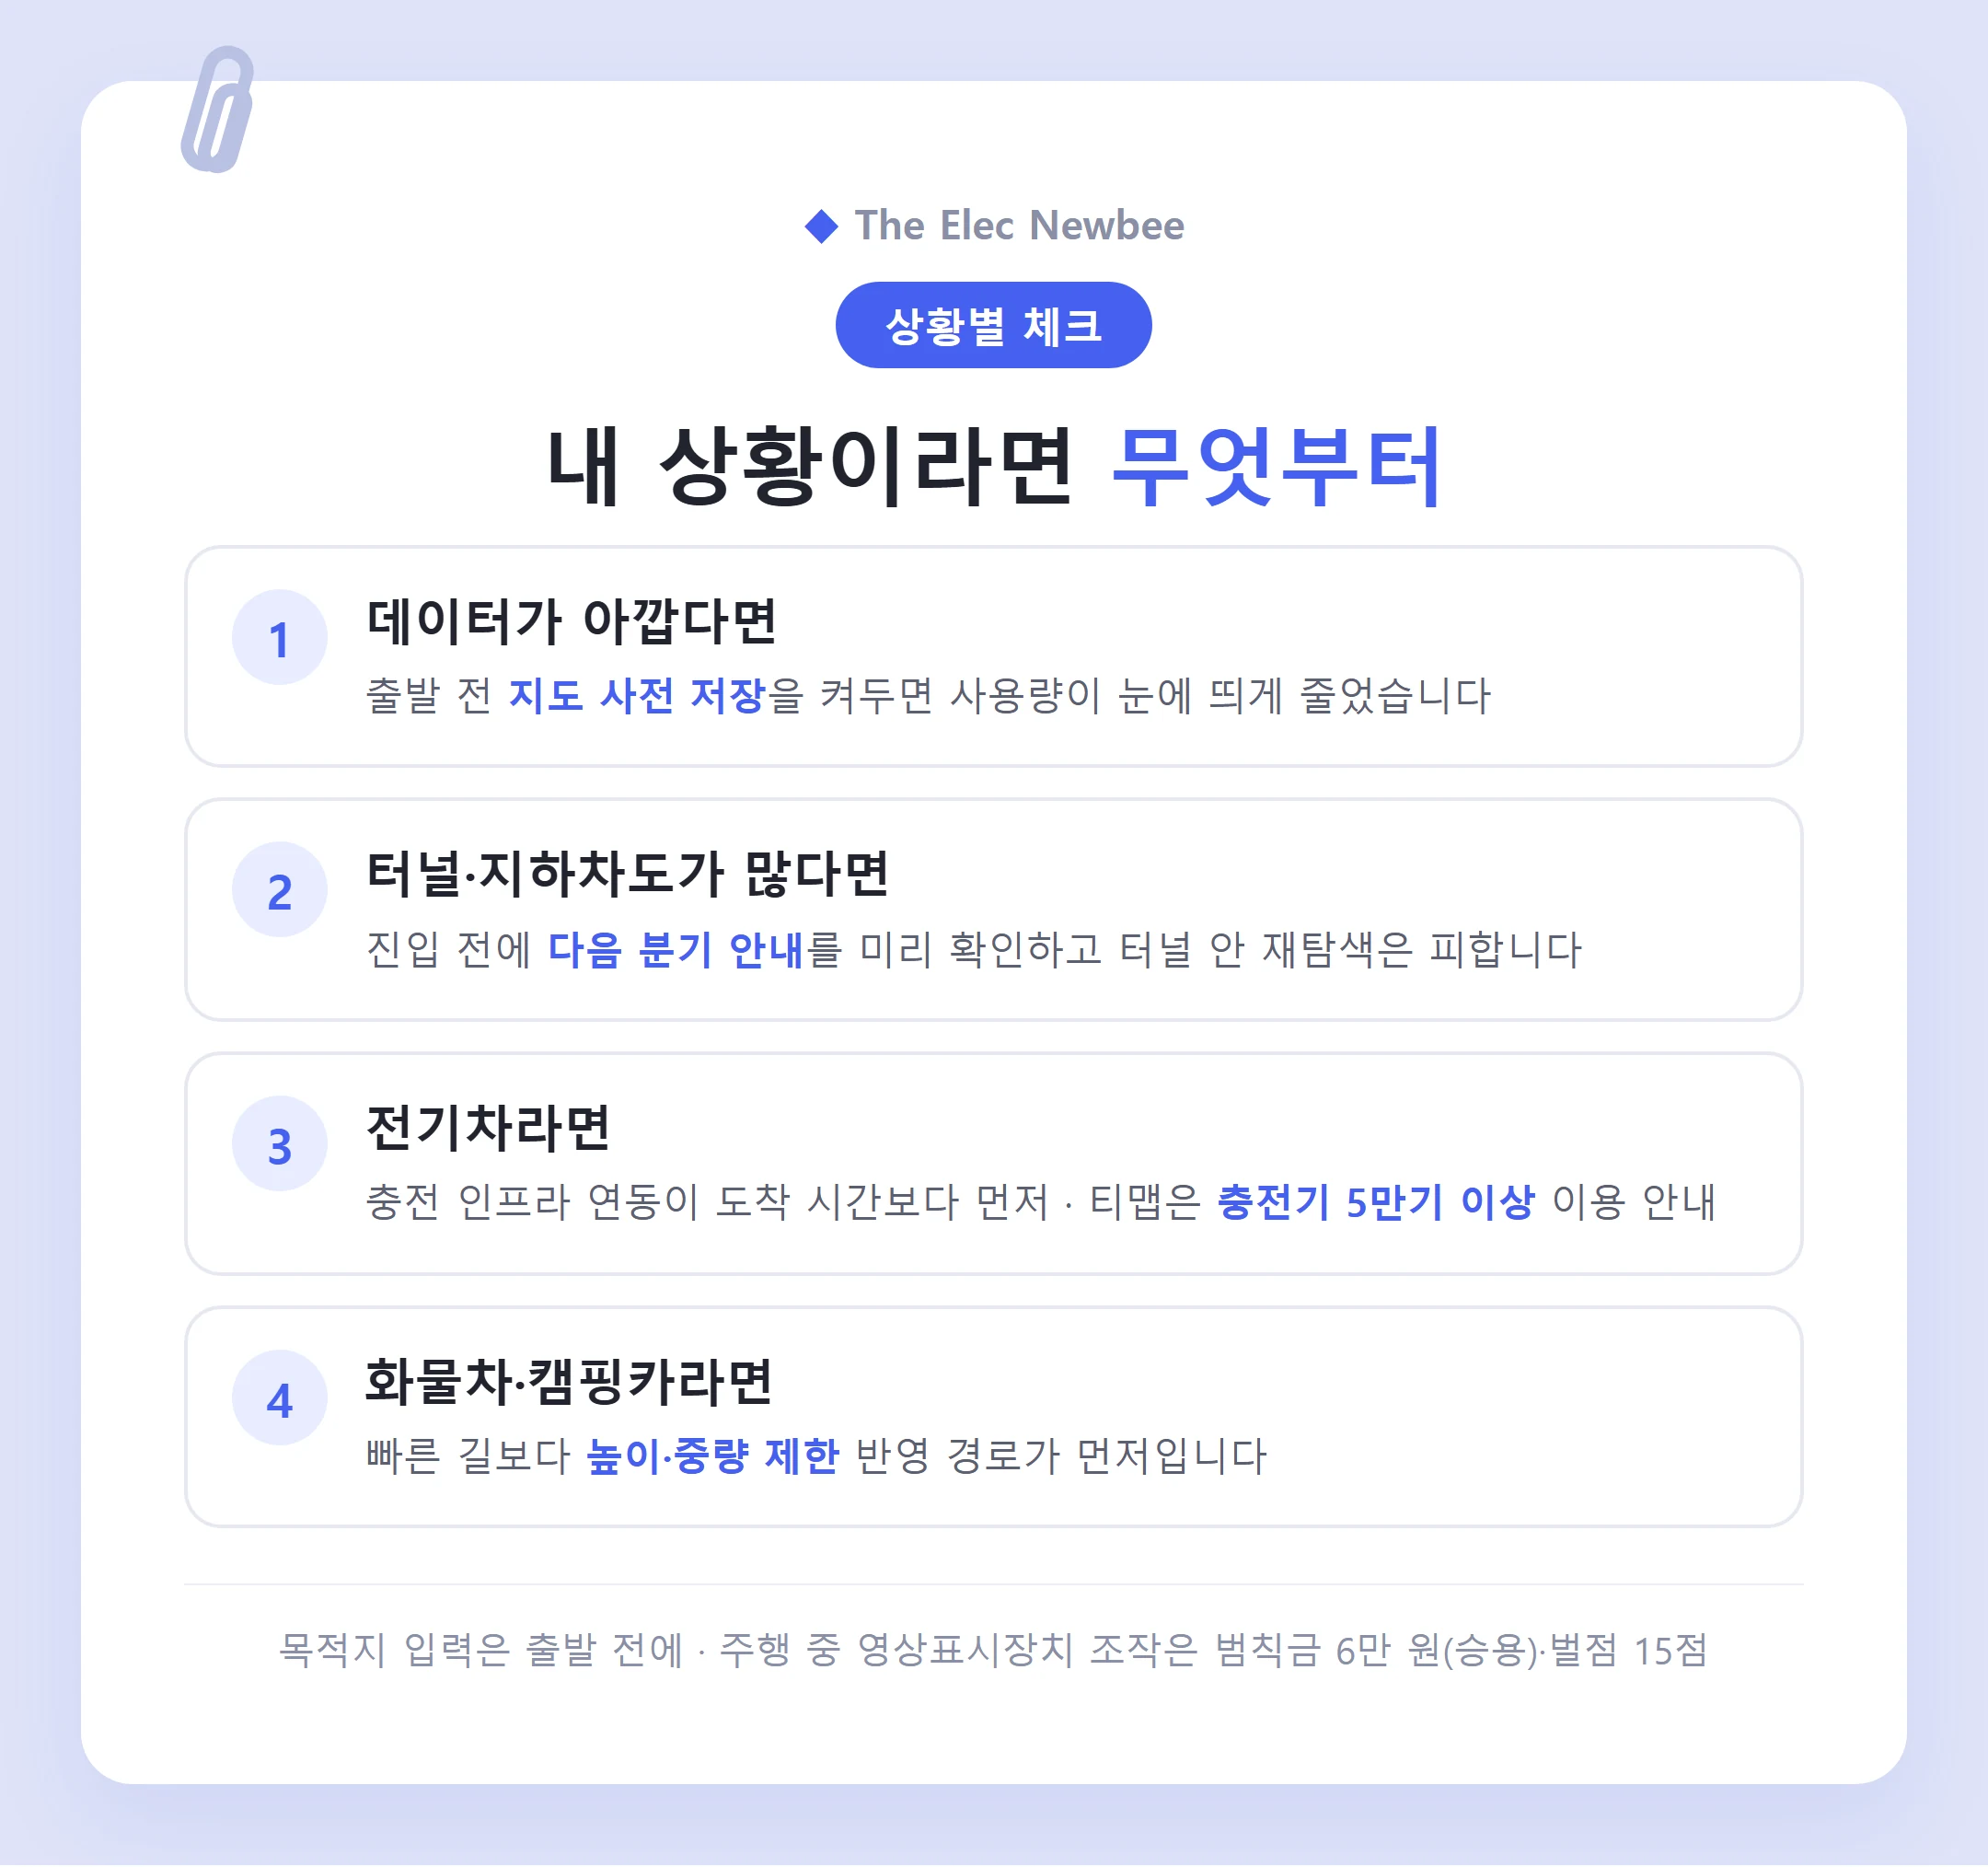 ◆ The Elec Newbee
상황별 체크
내 상황이라면 무엇부터
1
데이터가 아깝다면
출발 전 지도 사전 저장을 켜두면 사용량이 눈에 띄게 줄었습니다
2
터널·지하차도가 많다면
진입 전에 다음 분기 안내를 미리 확인하고 터널 안 재탐색은 피합니다
3
전기차라면
충전 인프라 연동이 도착 시간보다 먼저 · 티맵은 충전기 5만기 이상 이용 안내
4
화물차·캠핑카라면
빠른 길보다 높이·중량 제한 반영 경로가 먼저입니다
목적지 입력은 출발 전에 · 주행 중 영상표시장치 조작은 범칙금 6만 원(승용)·벌점 15점